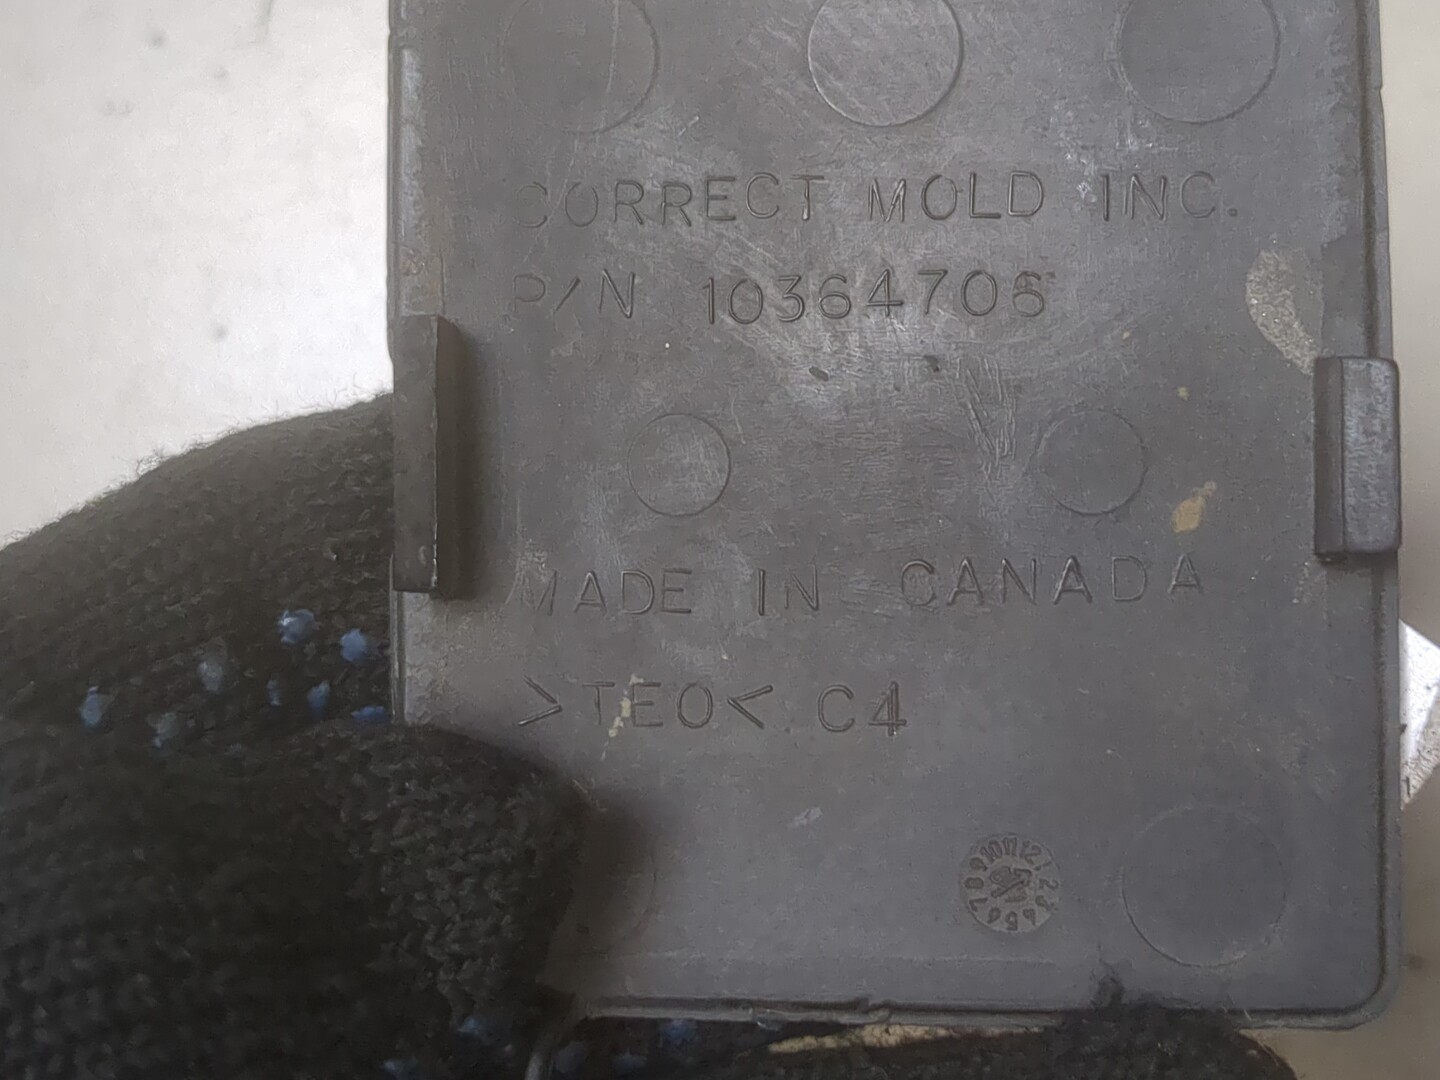 CORRECT MOLD INC.
P/N 10364706
MADE IN CANADA
>TEO< C4